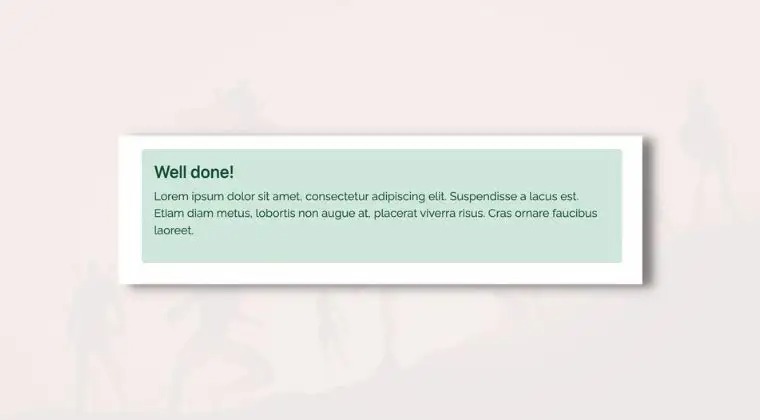 Well done!
Lorem ipsum dolor sit amet, consectetur adipiscing elit. Suspendisse a lacus est.
Etiam diam metus, lobortis non augue at, placerat viverra risus. Cras ornare faucibus
laoreet.